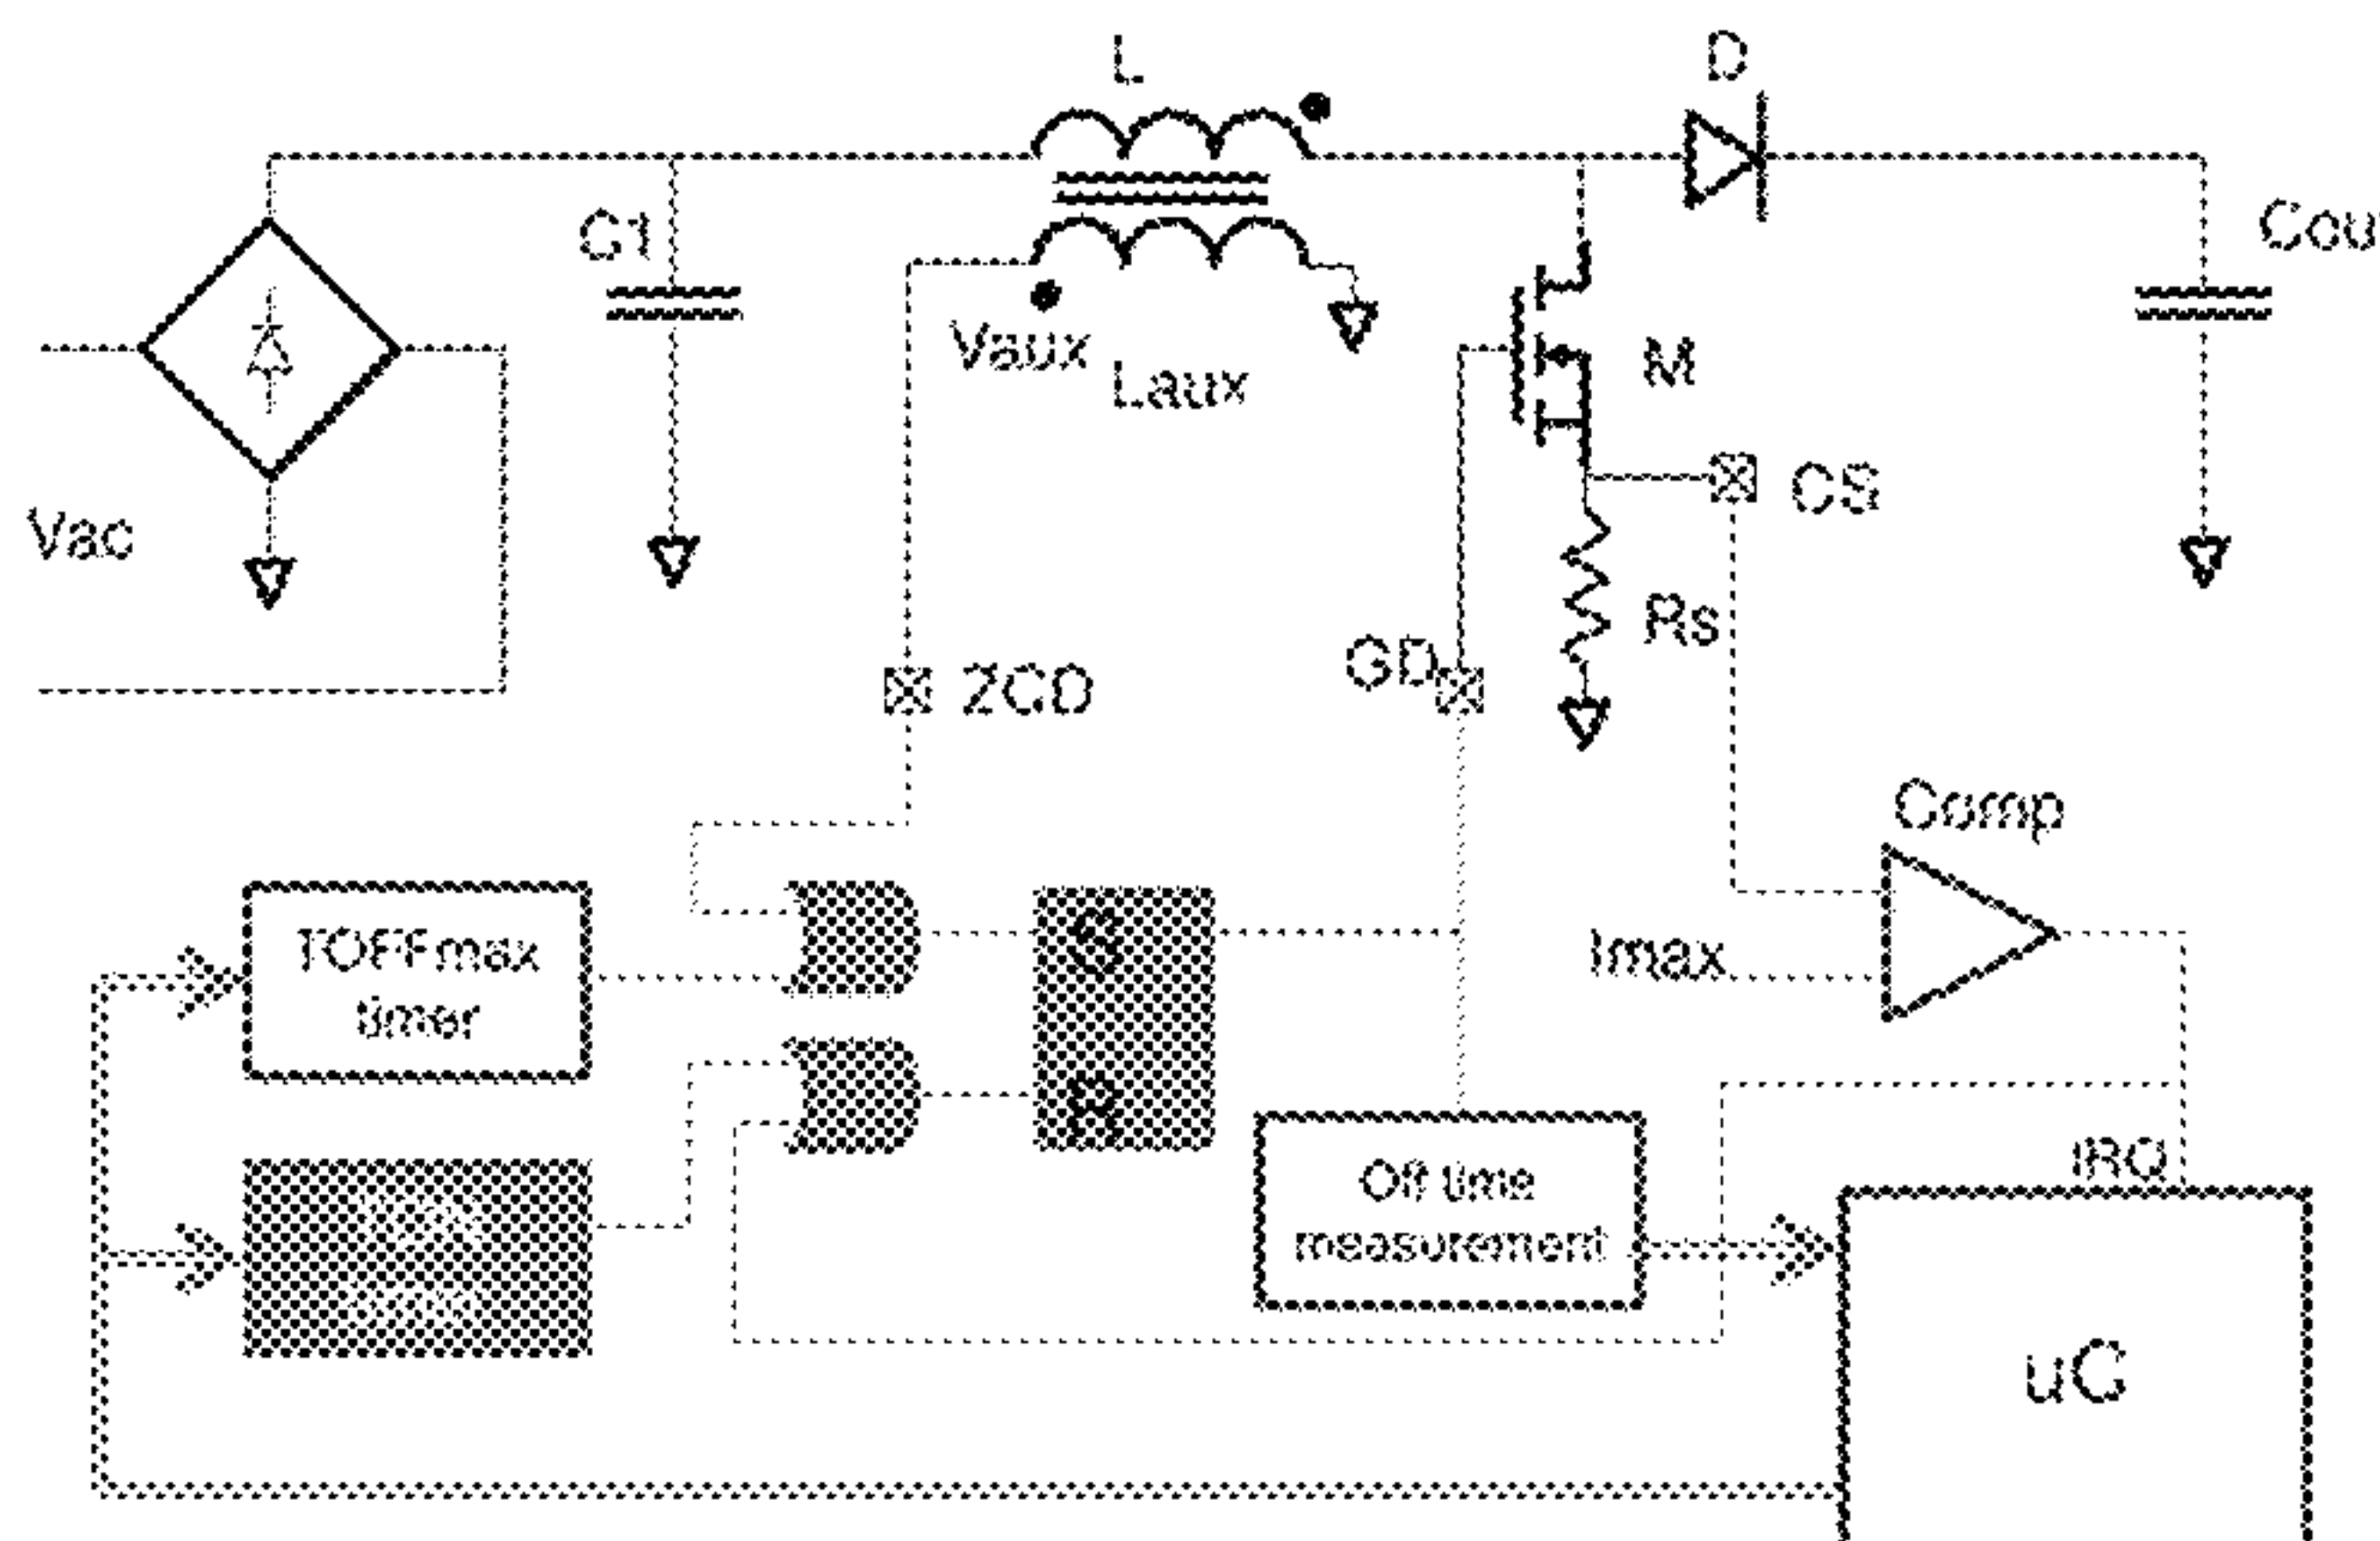 L
D
C1
Cou
Vaux
Laux
M
CS
Vac
Rs
ZCD
GD
Comp
TOFFmax
timer
S
Imax
R
IRQ
Off time
measurement
uC